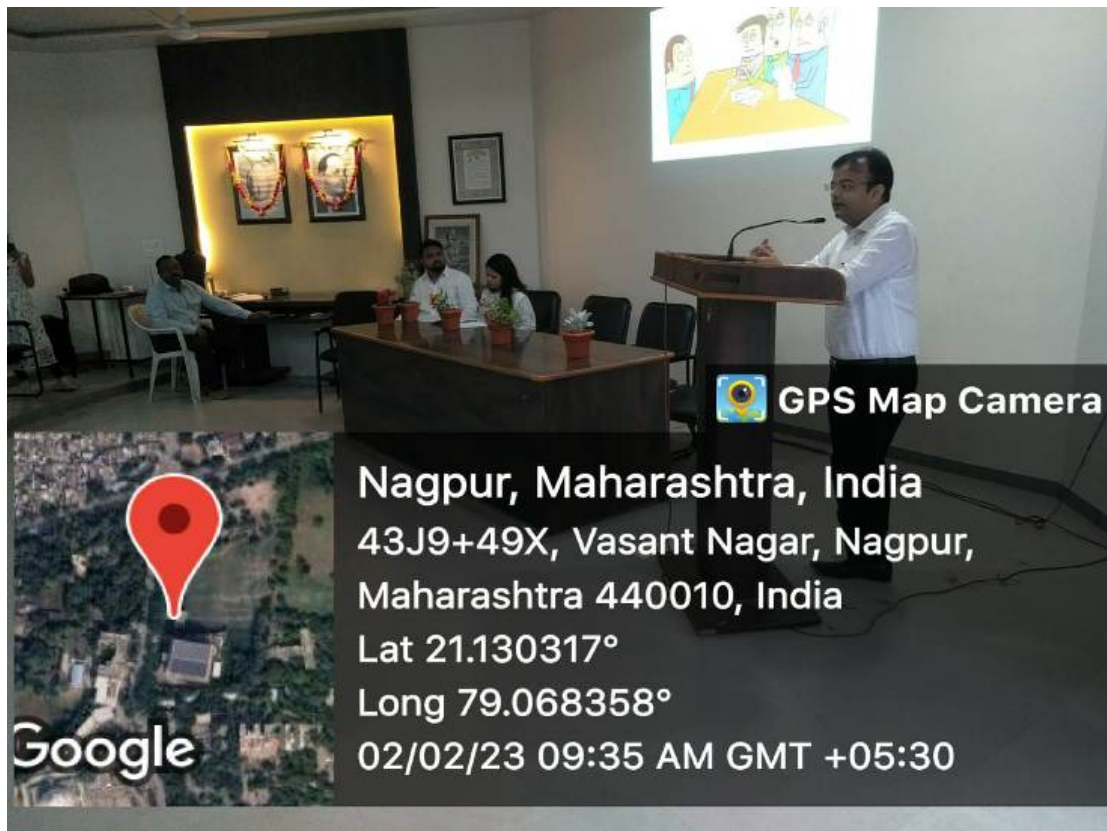 GPS Map Camera
Nagpur, Maharashtra, India
43J9+49X, Vasant Nagar, Nagpur,
Maharashtra 440010, India
Lat 21.130317°
Long 79.068358°
02/02/23 09:35 AM GMT +05:30
Google